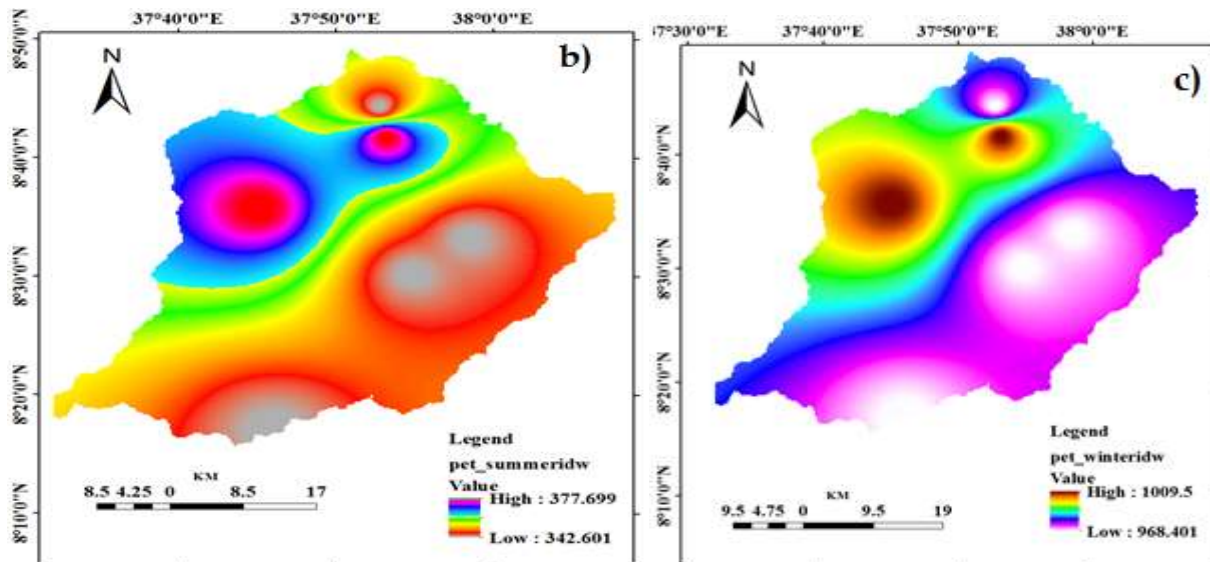 37°40'0"E 37°50'0"E 38°0'0"E
8°50'0"N
8°40'0"N
8°30'0"N
8°20'0"N
8°10'0"N
N
b)
Legend
pet_summeridw
Value
High : 377.699
Low : 342.601
KM
8.5 4.25 0 8.5 17
7°30'0"E 37°40'0"E 37°50'0"E 38°0'0"E
8°40'0"N
8°30'0"N
8°20'0"N
8°10'0"N
N
c)
Legend
pet_winteridw
Value
High : 1009.5
Low : 968.401
KM
9.5 4.75 0 9.5 19